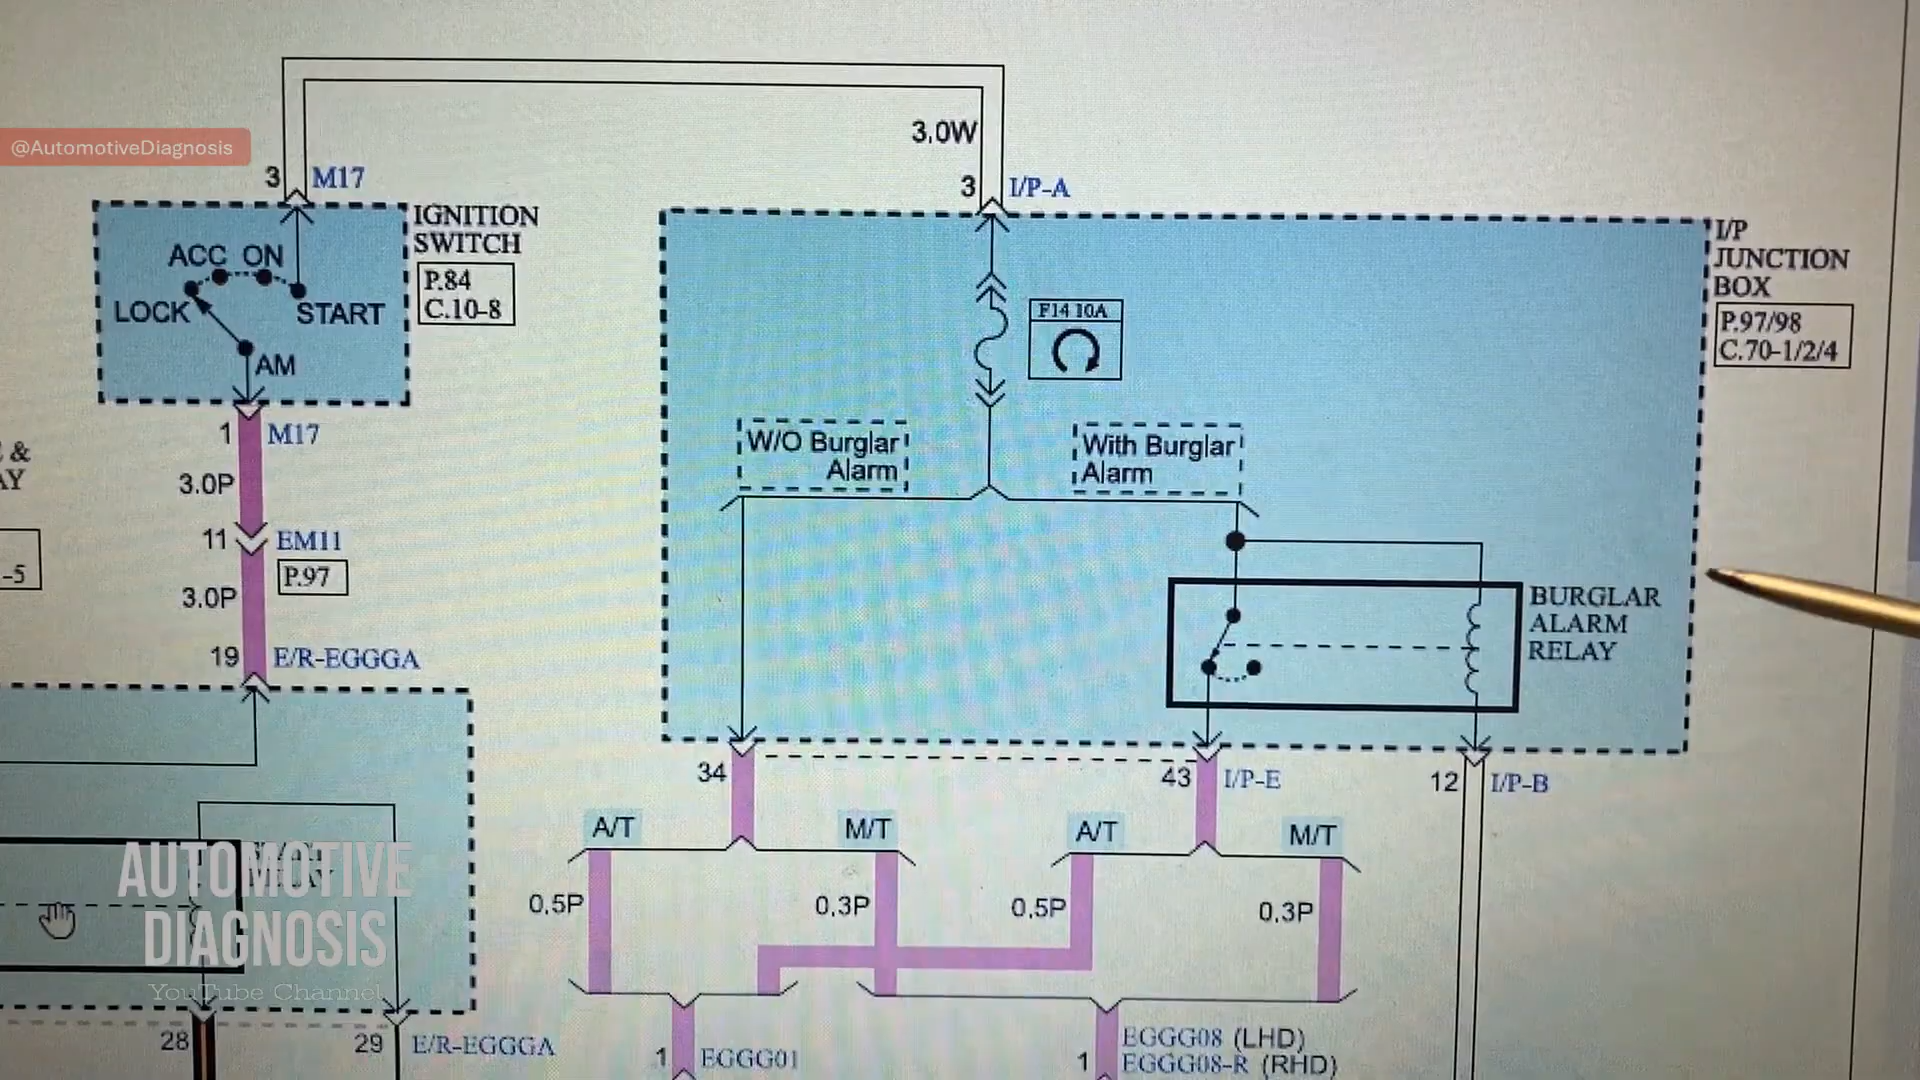 3.0W
@AutomotiveDiagnosis
3 M17
3 I/P-A
IGNITION
SWITCH
P.84
C.10-8
ACC ON
LOCK
START
AM
I/P
JUNCTION
BOX
P.97/98
C.70-1/2/4
F14 10A
W/O Burglar
Alarm
With Burglar
Alarm
1 M17
&
AY
3.0P
11 EM11
P.97
-5
3.0P
19 E/R-EGGGA
BURGLAR
ALARM
RELAY
34
43 I/P-E
12 I/P-B
A/T
M/T
A/T
M/T
0.5P
0.3P
0.5P
0.3P
AUTOMOTIVE
DIAGNOSIS
YouTube Channel
28
29 E/R-EGGGA
1 EGGG01
1 EGGG08 (LHD)
EGGG08-R (RHD)